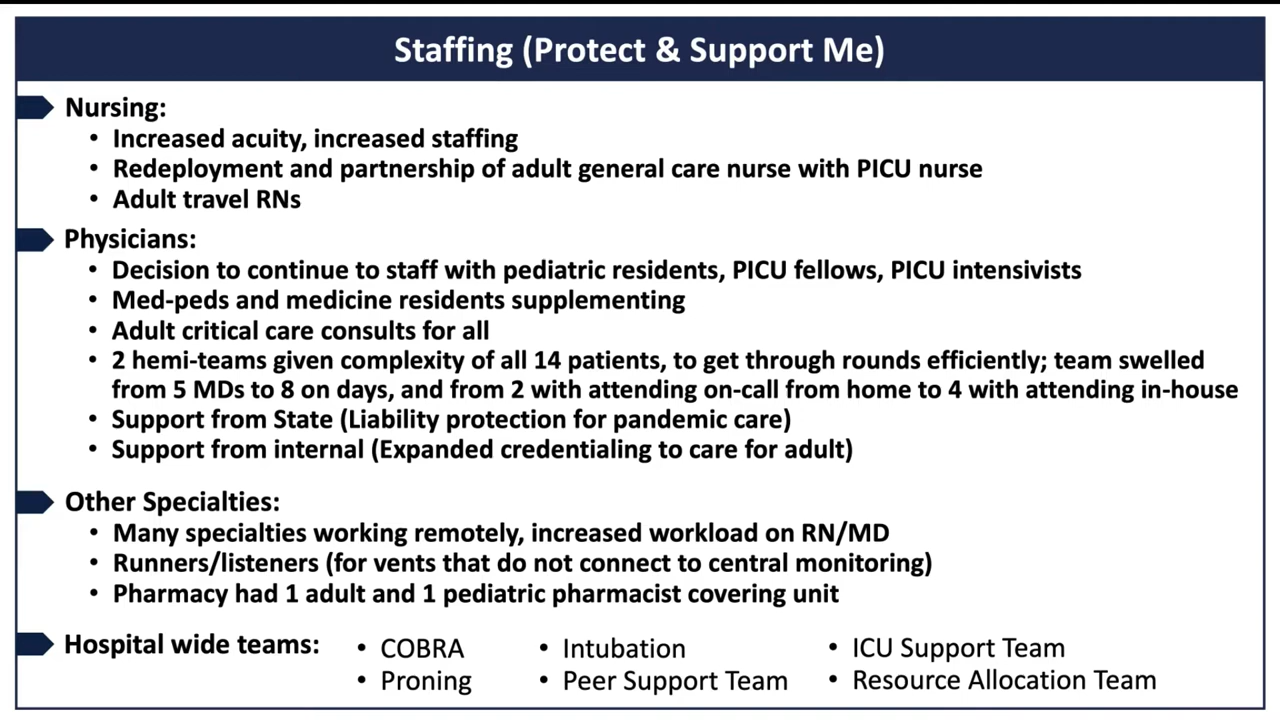 Staffing (Protect & Support Me)
Nursing:
• Increased acuity, increased staffing
• Redeployment and partnership of adult general care nurse with PICU nurse
• Adult travel RNs
Physicians:
• Decision to continue to staff with pediatric residents, PICU fellows, PICU intensivists
• Med-peds and medicine residents supplementing
• Adult critical care consults for all
• 2 hemi-teams given complexity of all 14 patients, to get through rounds efficiently; team swelled
from 5 MDs to 8 on days, and from 2 with attending on-call from home to 4 with attending in-house
• Support from State (Liability protection for pandemic care)
• Support from internal (Expanded credentialing to care for adult)
Other Specialties:
• Many specialties working remotely, increased workload on RN/MD
• Runners/listeners (for vents that do not connect to central monitoring)
• Pharmacy had 1 adult and 1 pediatric pharmacist covering unit
Hospital wide teams: • COBRA • Intubation • ICU Support Team
• Proning • Peer Support Team • Resource Allocation Team